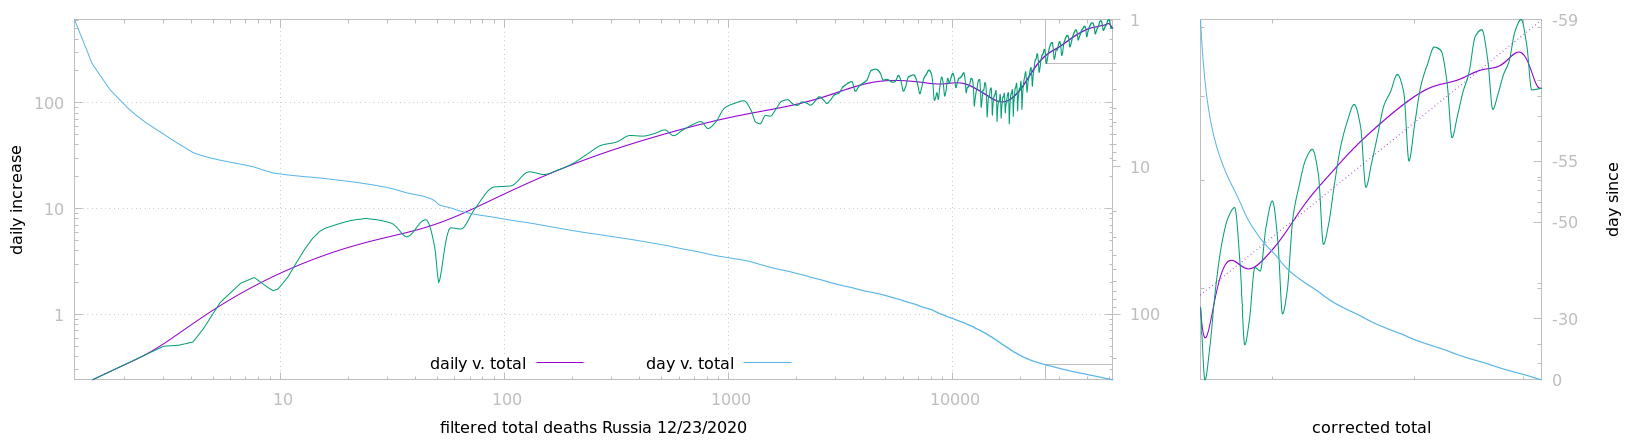 1
-59
100
10
-55
daily increase
day since
10
-50
1
100
-30
daily v. total
day v. total
0
10
100
1000
10000
filtered total deaths Russia 12/23/2020
corrected total